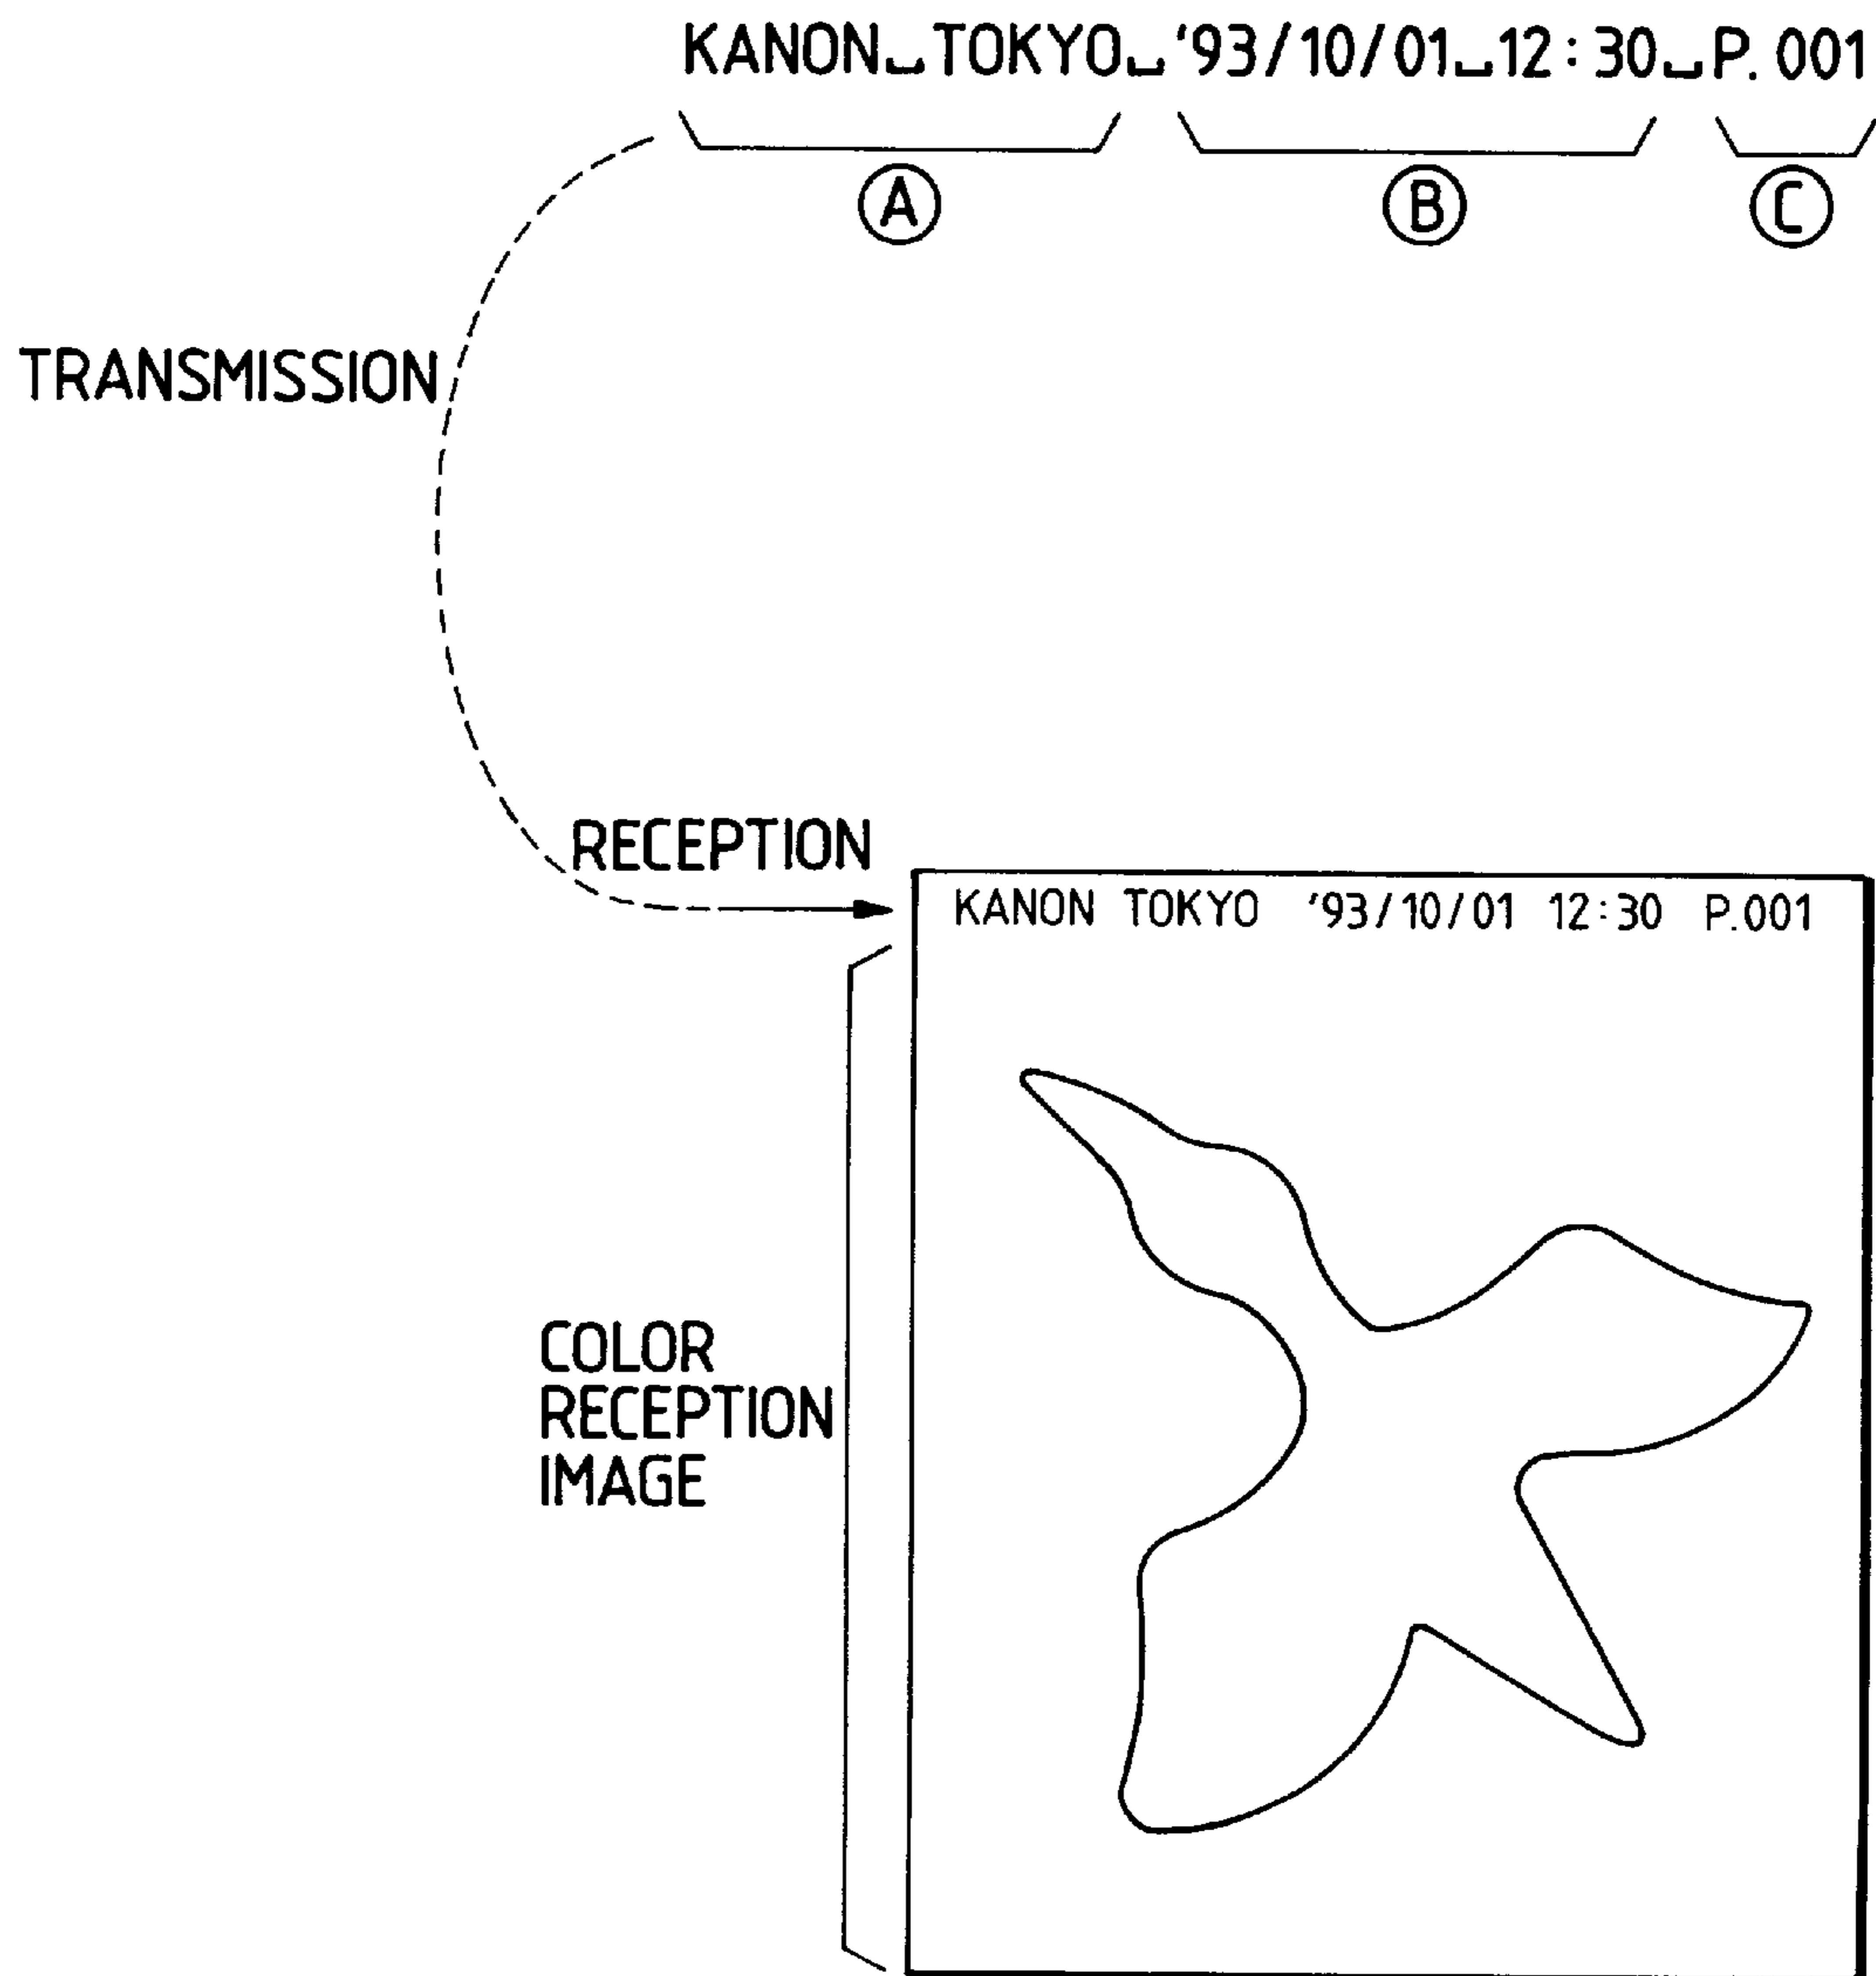 KANON␣TOKYO␣'93/10/01␣12:30␣P.001
Ⓐ Ⓑ Ⓒ
TRANSMISSION
RECEPTION
KANON TOKYO '93/10/01 12:30 P.001
COLOR
RECEPTION
IMAGE